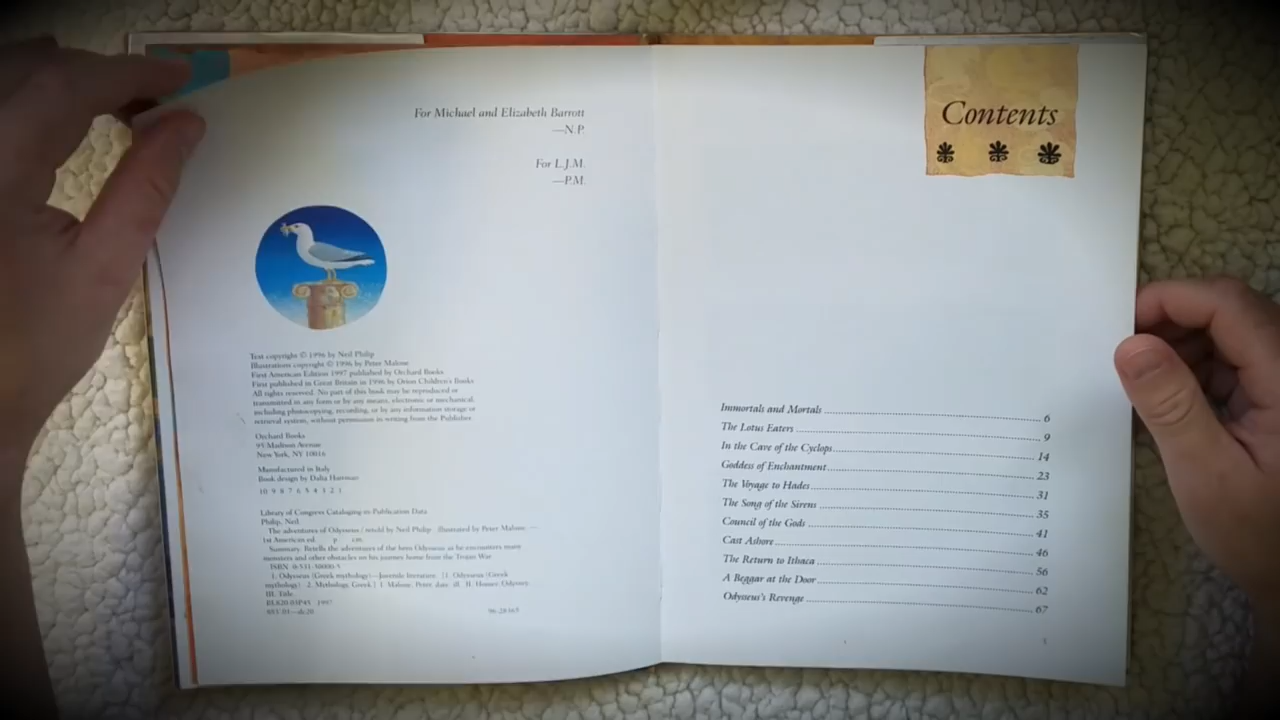 For Michael and Elizabeth Barrott
—N.P.
For L.J.M.
—P.M.
Text copyright © 1996 by Neil Philip
Illustrations copyright © 1996 by Peter Malone
First American Edition 1997 published by Orchard Books
First published in Great Britain in 1996 by Orion Children's Books
All rights reserved. No part of this book may be reproduced or
transmitted in any form or by any means, electronic or mechanical,
including photocopying, recording, or by any information storage or
retrieval system, without permission in writing from the Publisher.
Orchard Books
95 Madison Avenue
New York, NY 10016
Manufactured in Italy
Book design by Dalia Hartman
10 9 8 7 6 5 4 3 2 1
Library of Congress Cataloging-in-Publication Data
Philip, Neil
The adventures of Odysseus / retold by Neil Philip illustrated by Peter Malone. —
1st American ed. p. cm.
Summary: Retells the adventures of the hero Odysseus as he encounters many
monsters and other obstacles on his journey home from the Trojan War.
ISBN
1. Odysseus (Greek mythology)—Juvenile literature. [1. Odysseus (Greek
mythology) 2. Mythology, Greek.] I. Malone, Peter, ill. II. Homer. Odyssey.
III. Title.
1997
Contents
Immortals and Mortals 6
The Lotus Eaters 9
In the Cave of the Cyclops 14
Goddess of Enchantment 23
The Voyage to Hades 31
The Song of the Sirens 35
Council of the Gods 41
Cast Ashore 46
The Return to Ithaca 56
A Beggar at the Door 62
Odysseus's Revenge 67